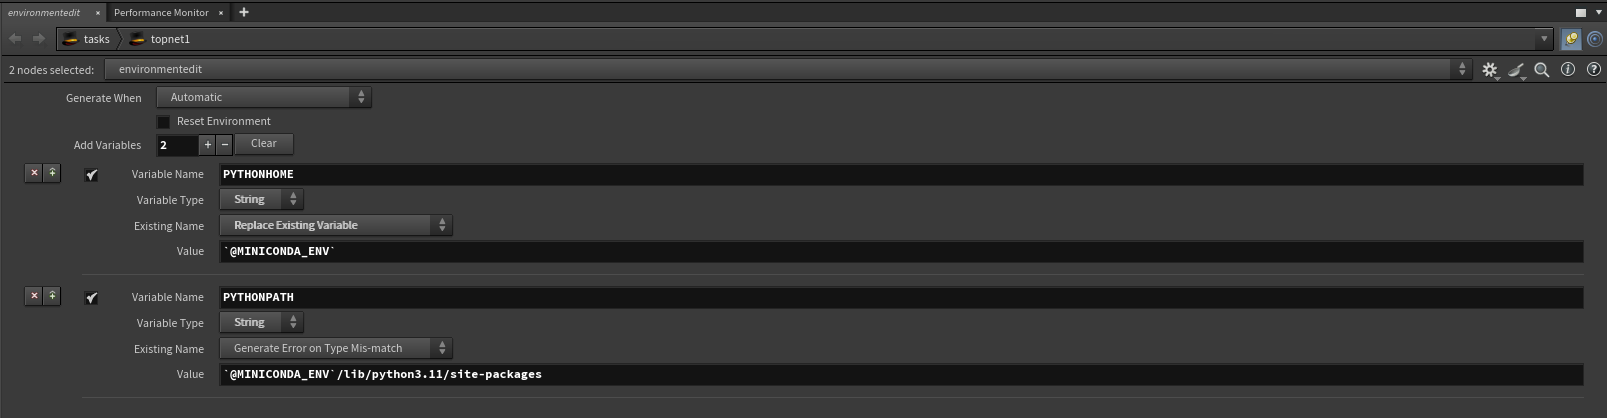 environmentedit × Performance Monitor × +
tasks topnet1
2 nodes selected: environmentedit
Generate When Automatic
Reset Environment
Add Variables 2 + − Clear
Variable Name PYTHONHOME
Variable Type String
Existing Name Replace Existing Variable
Value `@MINICONDA_ENV`
Variable Name PYTHONPATH
Variable Type String
Existing Name Generate Error on Type Mis-match
Value `@MINICONDA_ENV`/lib/python3.11/site-packages